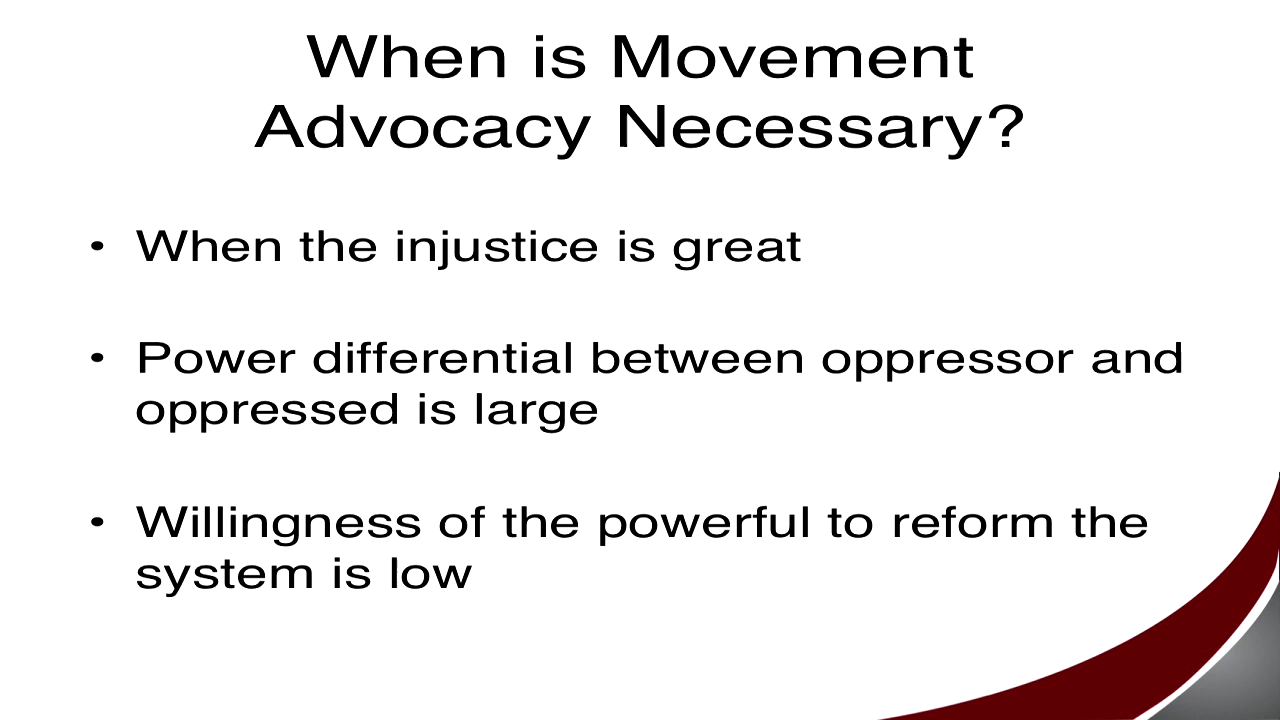 When is Movement
Advocacy Necessary?
• When the injustice is great
• Power differential between oppressor and
oppressed is large
• Willingness of the powerful to reform the
system is low